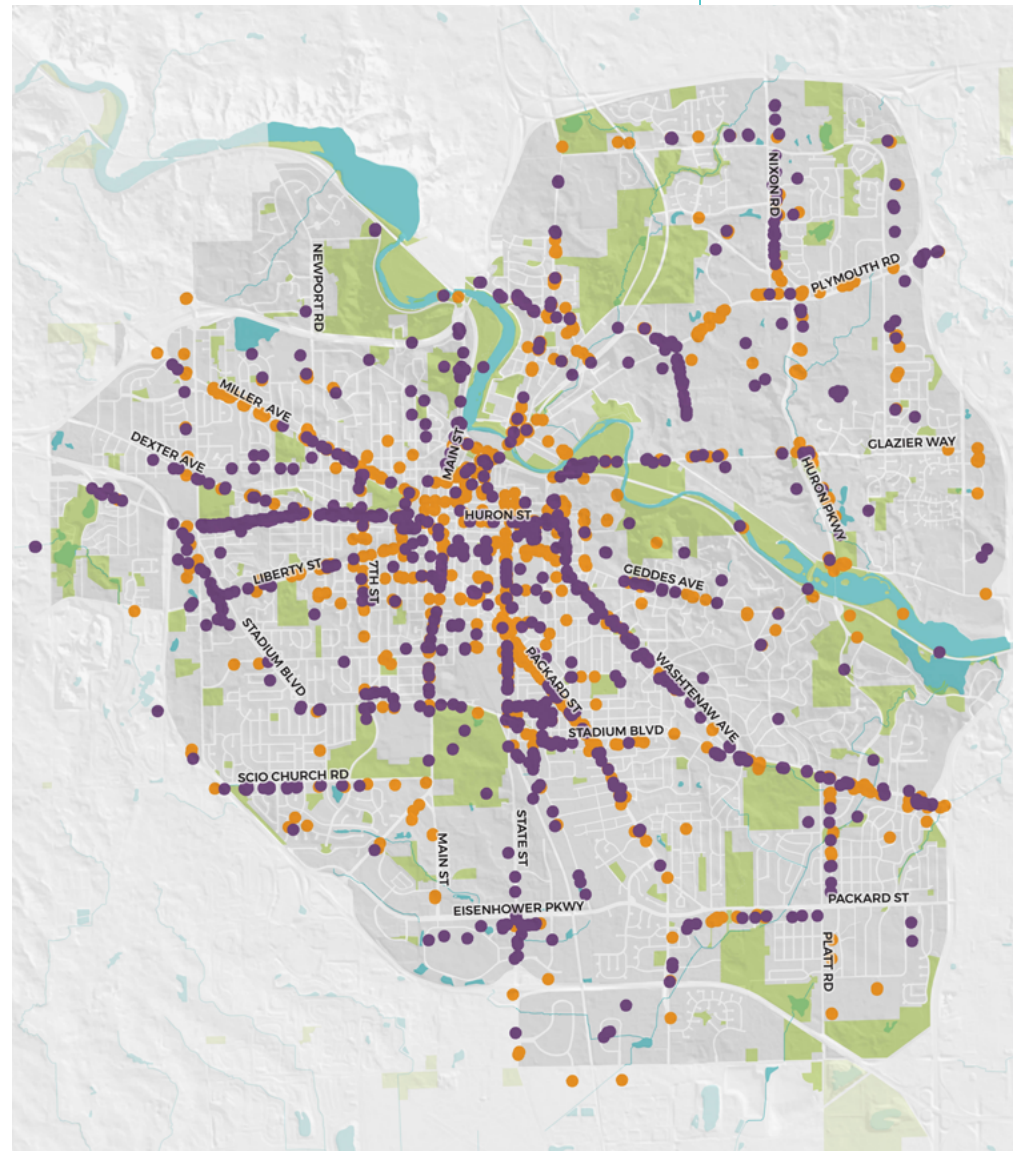 NIXON RD
PLYMOUTH RD
NEWPORT RD
MILLER AVE
DEXTER AVE
MAIN ST
GLAZIER WAY
HURON PKWY
HURON ST
LIBERTY ST
7TH ST
GEDDES AVE
STADIUM BLVD
PACKARD ST
WASHTENAW AVE
STADIUM BLVD
SCIO CHURCH RD
STATE ST
MAIN ST
EISENHOWER PKWY
PACKARD ST
PLATT RD